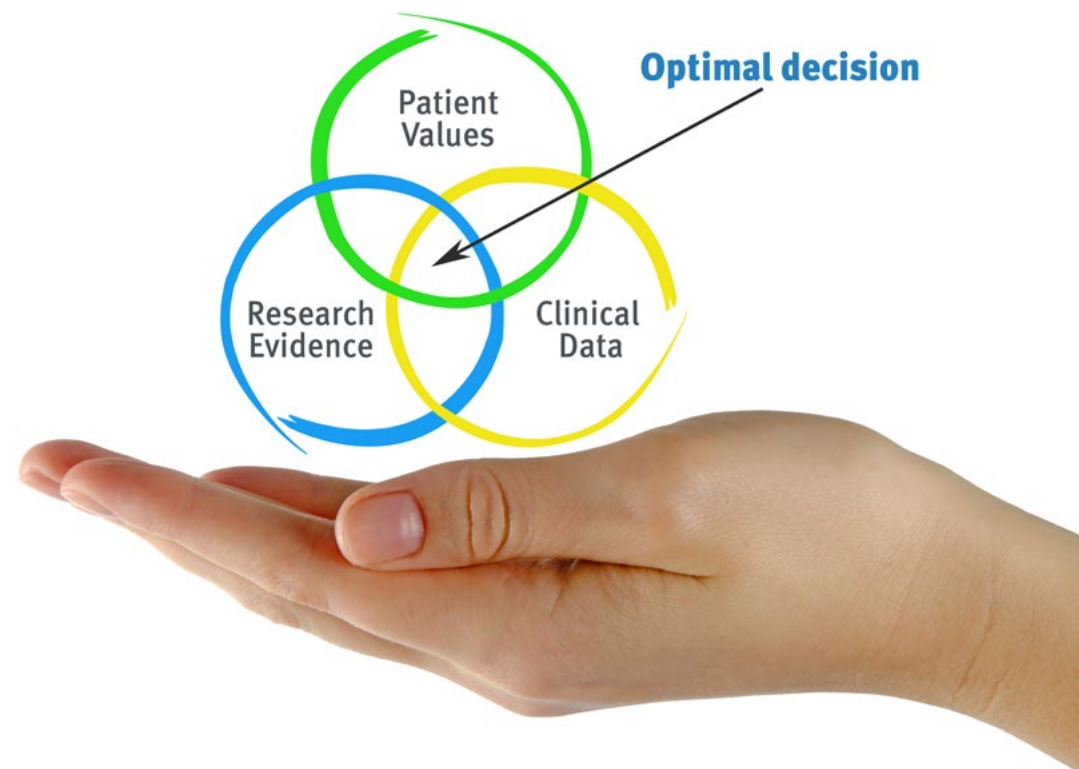 Optimal decision
Patient
Values
Research
Evidence
Clinical
Data